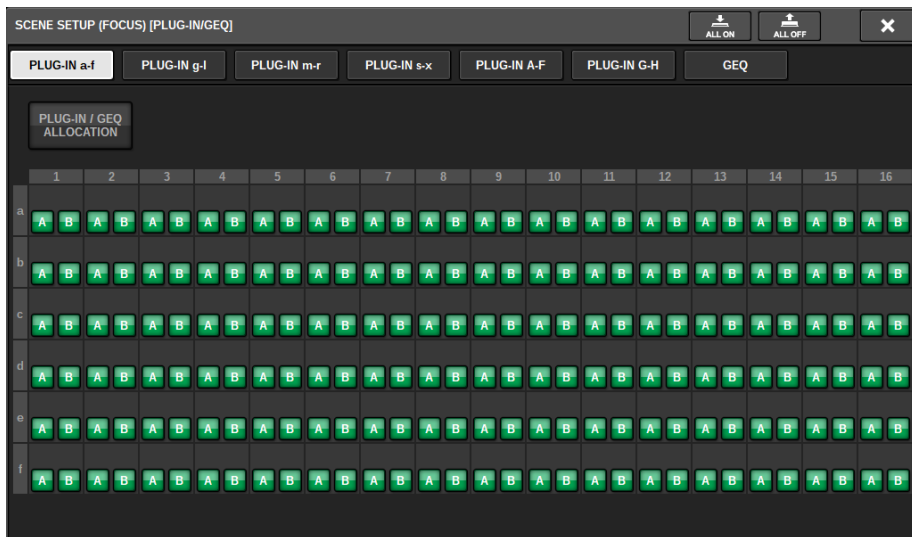 SCENE SETUP (FOCUS) [PLUG-IN/GEQ]
ALL ON ALL OFF
PLUG-IN a-f PLUG-IN g-l PLUG-IN m-r PLUG-IN s-x PLUG-IN A-F PLUG-IN G-H GEQ
PLUG-IN / GEQ
ALLOCATION
1 2 3 4 5 6 7 8 9 10 11 12 13 14 15 16
a A B A B A B A B A B A B A B A B A B A B A B A B A B A B A B A B
b A B A B A B A B A B A B A B A B A B A B A B A B A B A B A B A B
c A B A B A B A B A B A B A B A B A B A B A B A B A B A B A B A B
d A B A B A B A B A B A B A B A B A B A B A B A B A B A B A B A B
e A B A B A B A B A B A B A B A B A B A B A B A B A B A B A B A B
f A B A B A B A B A B A B A B A B A B A B A B A B A B A B A B A B